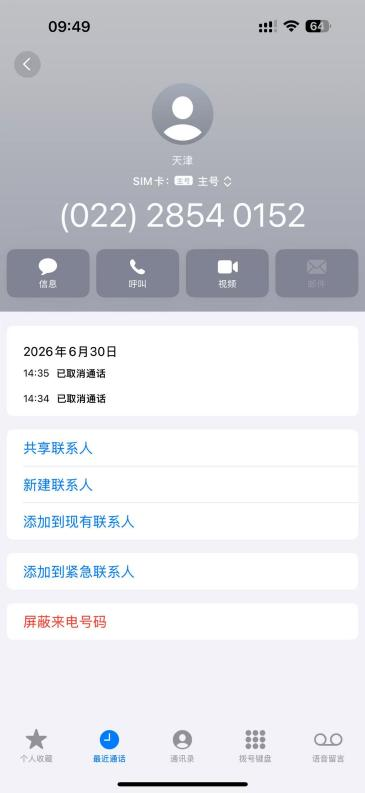 09:49
64
天津
SIM卡: 主号 主号
(022) 2854 0152
信息
呼叫
视频
邮件
2026年6月30日
14:35 已取消通话
14:34 已取消通话
共享联系人
新建联系人
添加到现有联系人
添加到紧急联系人
屏蔽来电号码
个人收藏
最近通话
通讯录
拨号键盘
语音留言